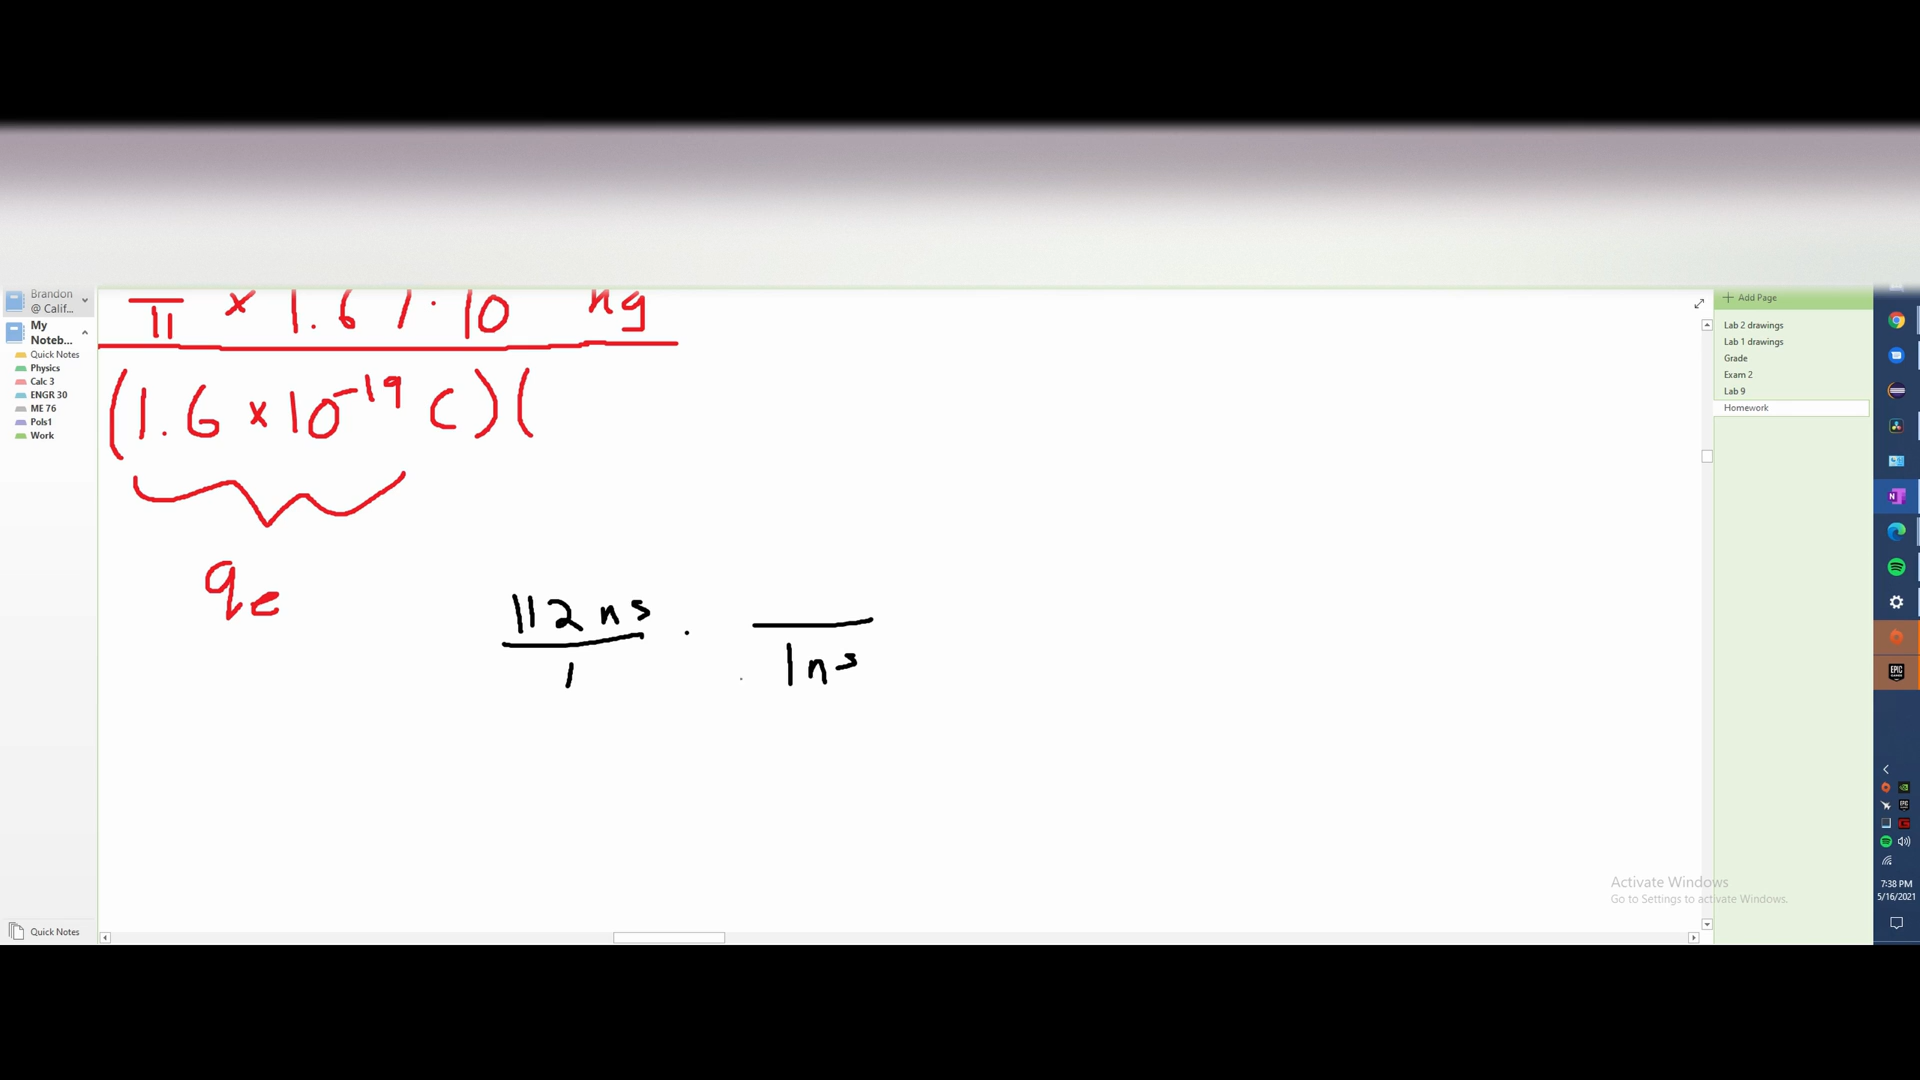 Brandon
@ Calif...
My
Noteb...
Quick Notes
Physics
Calc 3
ENGR 30
ME 76
Pols1
Work
Quick Notes
π × 1.67·10 kg
(1.6 × 10⁻¹⁹ C)(
qe
112 ns
1
·
1ns
Add Page
Lab 2 drawings
Lab 1 drawings
Grade
Exam 2
Lab 9
Homework
Activate Windows
Go to Settings to activate Windows.
EPIC
GAMES
7:38 PM
5/16/2021